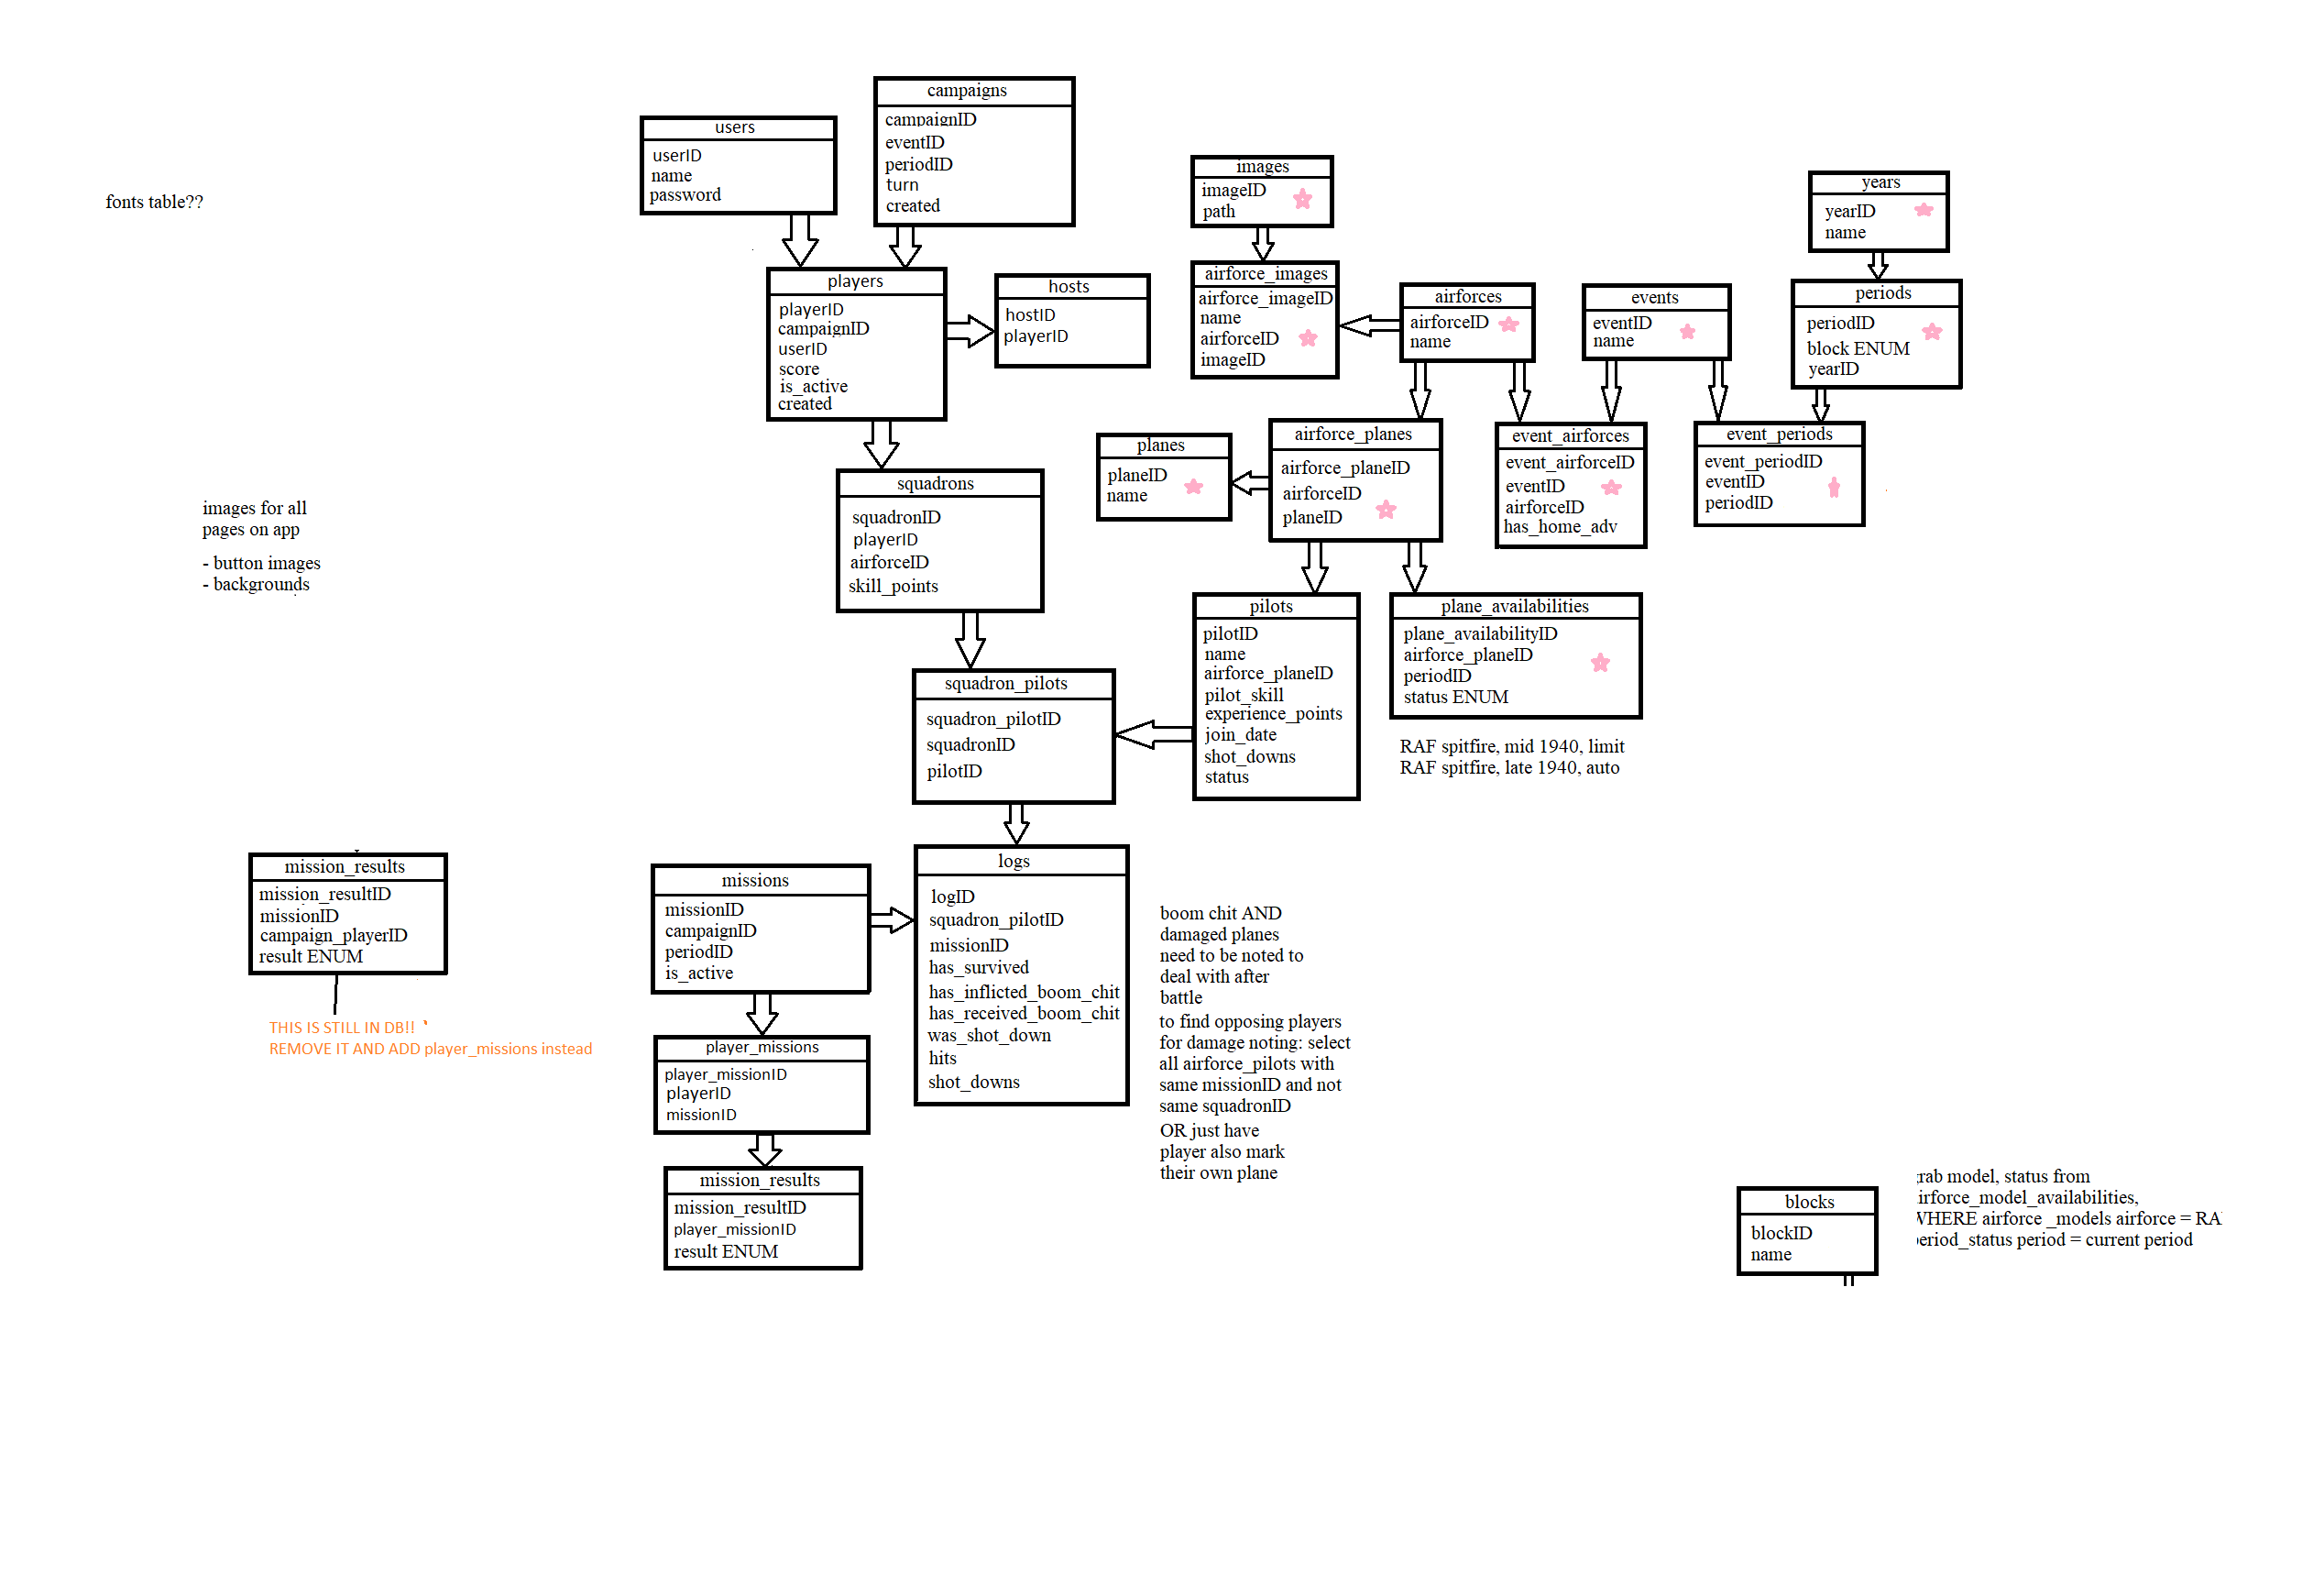 fonts table??
images for all
pages on app
- button images
- backgrounds
users
userID
name
password
campaigns
campaignID
eventID
periodID
turn
created
players
playerID
campaignID
userID
score
is_active
created
hosts
hostID
playerID
images
imageID
path
airforce_images
airforce_imageID
name
airforceID
imageID
airforces
airforceID
name
events
eventID
name
years
yearID
name
periods
periodID
block ENUM
yearID
squadrons
squadronID
playerID
airforceID
skill_points
planes
planeID
name
airforce_planes
airforce_planeID
airforceID
planeID
event_airforces
event_airforceID
eventID
airforceID
has_home_adv
event_periods
event_periodID
eventID
periodID
squadron_pilots
squadron_pilotID
squadronID
pilotID
pilots
pilotID
name
airforce_planeID
pilot_skill
experience_points
join_date
shot_downs
status
plane_availabilities
plane_availabilityID
airforce_planeID
periodID
status ENUM
RAF spitfire, mid 1940, limit
RAF spitfire, late 1940, auto
mission_results
mission_resultID
missionID
campaign_playerID
result ENUM
THIS IS STILL IN DB!!
REMOVE IT AND ADD player_missions instead
missions
missionID
campaignID
periodID
is_active
logs
logID
squadron_pilotID
missionID
has_survived
has_inflicted_boom_chit
has_received_boom_chit
was_shot_down
hits
shot_downs
player_missions
player_missionID
playerID
missionID
mission_results
mission_resultID
player_missionID
result ENUM
boom chit AND
damaged planes
need to be noted to
deal with after
battle
to find opposing players
for damage noting: select
all airforce_pilots with
same missionID and not
same squadronID
OR just have
player also mark
their own plane
blocks
blockID
name
model, status from
airforce _models airforce =
period = current period